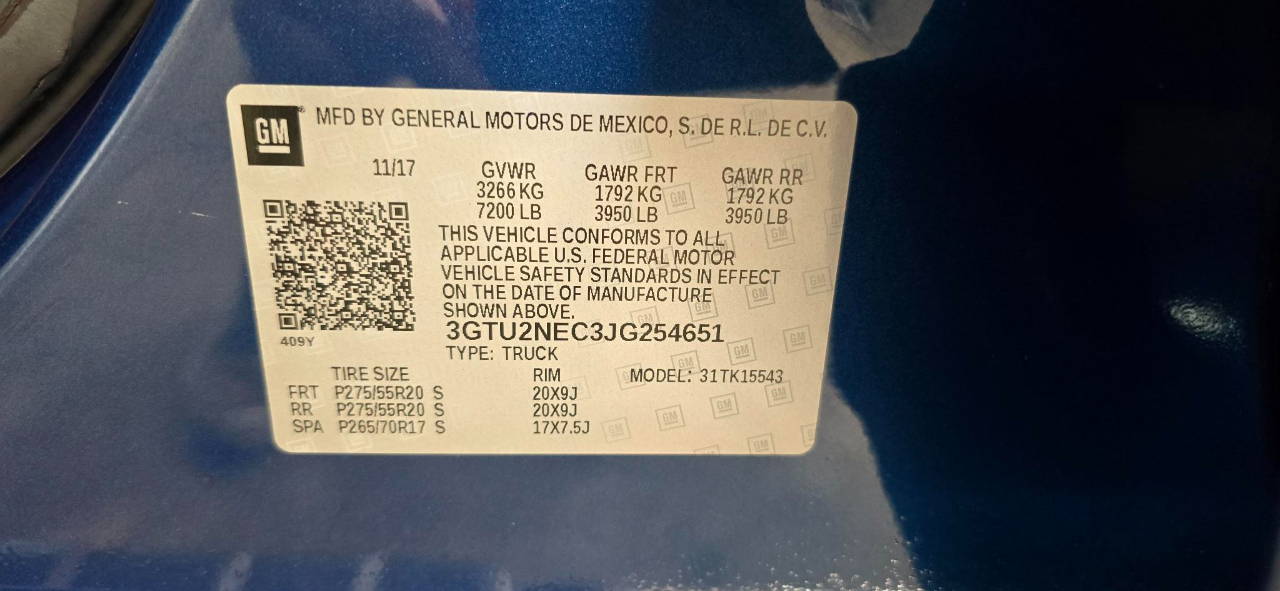 GM MFD BY GENERAL MOTORS DE MEXICO, S. DE R.L. DE C.V.
11/17 GVWR GAWR FRT GAWR RR
3266 KG 1792 KG 1792 KG
7200 LB 3950 LB 3950 LB
THIS VEHICLE CONFORMS TO ALL
APPLICABLE U.S. FEDERAL MOTOR
VEHICLE SAFETY STANDARDS IN EFFECT
ON THE DATE OF MANUFACTURE
SHOWN ABOVE.
3GTU2NEC3JG254651
409Y
TYPE: TRUCK
TIRE SIZE RIM MODEL: 31TK15543
FRT P275/55R20 S 20X9J
RR P275/55R20 S 20X9J
SPA P265/70R17 S 17X7.5J